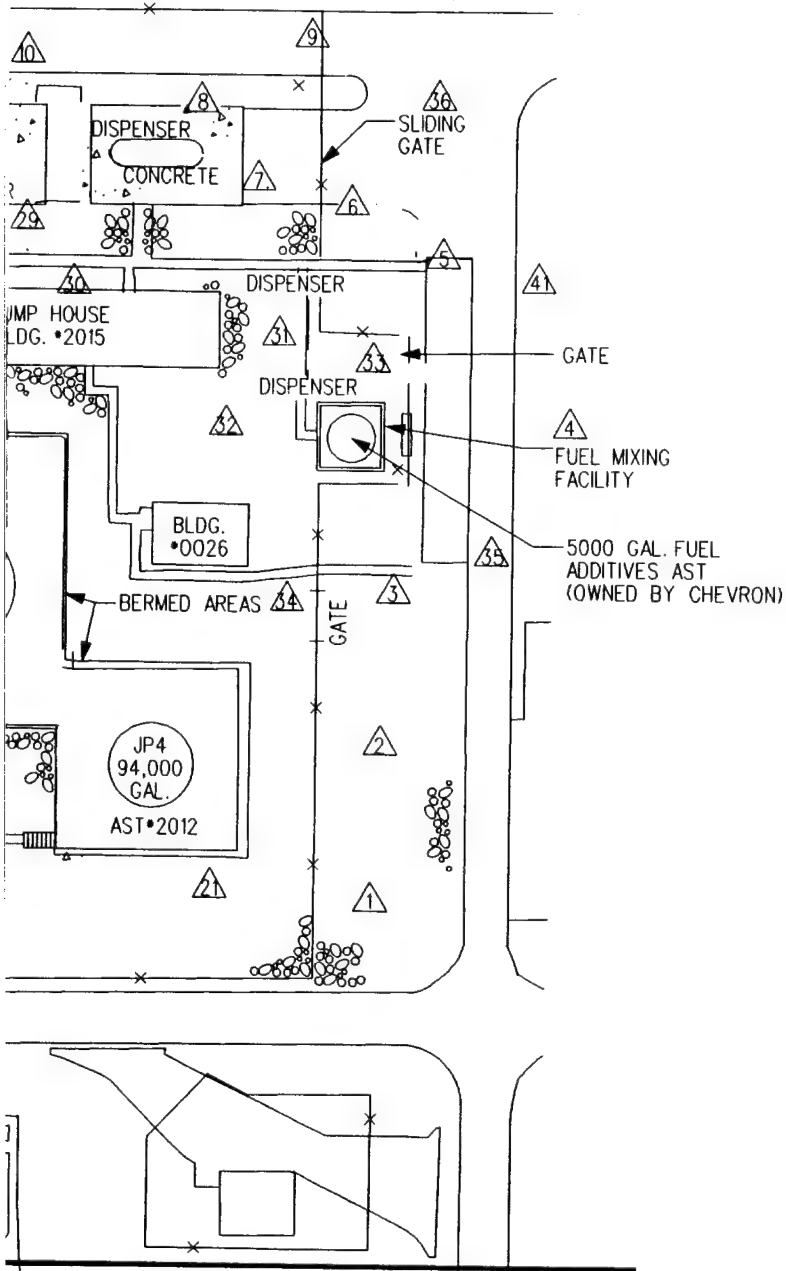 9
10
36
8
SLIDING
GATE
DISPENSER
CONCRETE
7
R
6
29
5
30
DISPENSER
41
UMP HOUSE
LDG. *2015
31
33
GATE
DISPENSER
32
4
FUEL MIXING
FACILITY
BLDG.
*0026
35
5000 GAL. FUEL
ADDITIVES AST
(OWNED BY CHEVRON)
BERMED AREAS
34
3
GATE
2
JP4
94,000
GAL.
AST*2012
21
1